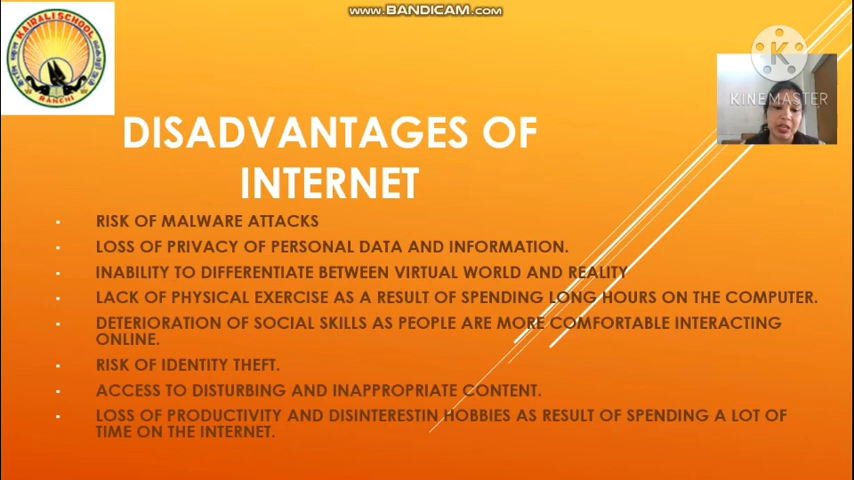 www.BANDICAM.com
KAIRALI SCHOOL
RANCHI
KINEMASTER
DISADVANTAGES OF
INTERNET
• RISK OF MALWARE ATTACKS
• LOSS OF PRIVACY OF PERSONAL DATA AND INFORMATION.
• INABILITY TO DIFFERENTIATE BETWEEN VIRTUAL WORLD AND REALITY
• LACK OF PHYSICAL EXERCISE AS A RESULT OF SPENDING LONG HOURS ON THE COMPUTER.
• DETERIORATION OF SOCIAL SKILLS AS PEOPLE ARE MORE COMFORTABLE INTERACTING
ONLINE.
• RISK OF IDENTITY THEFT.
• ACCESS TO DISTURBING AND INAPPROPRIATE CONTENT.
• LOSS OF PRODUCTIVITY AND DISINTERESTIN HOBBIES AS RESULT OF SPENDING A LOT OF
TIME ON THE INTERNET.